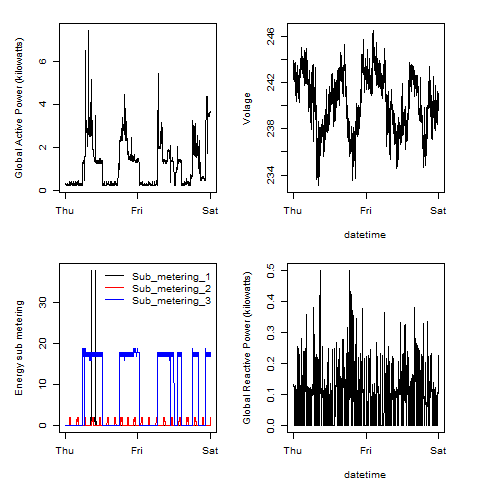 Global Active Power (kilowatts)
0 2 4 6
Thu Fri Sat
Volage
234 238 242 246
Thu Fri Sat
datetime
Energy sub metering
0 10 20 30
Sub_metering_1
Sub_metering_2
Sub_metering_3
Thu Fri Sat
Global Reactive Power (kilowatts)
0.0 0.1 0.2 0.3 0.4 0.5
Thu Fri Sat
datetime